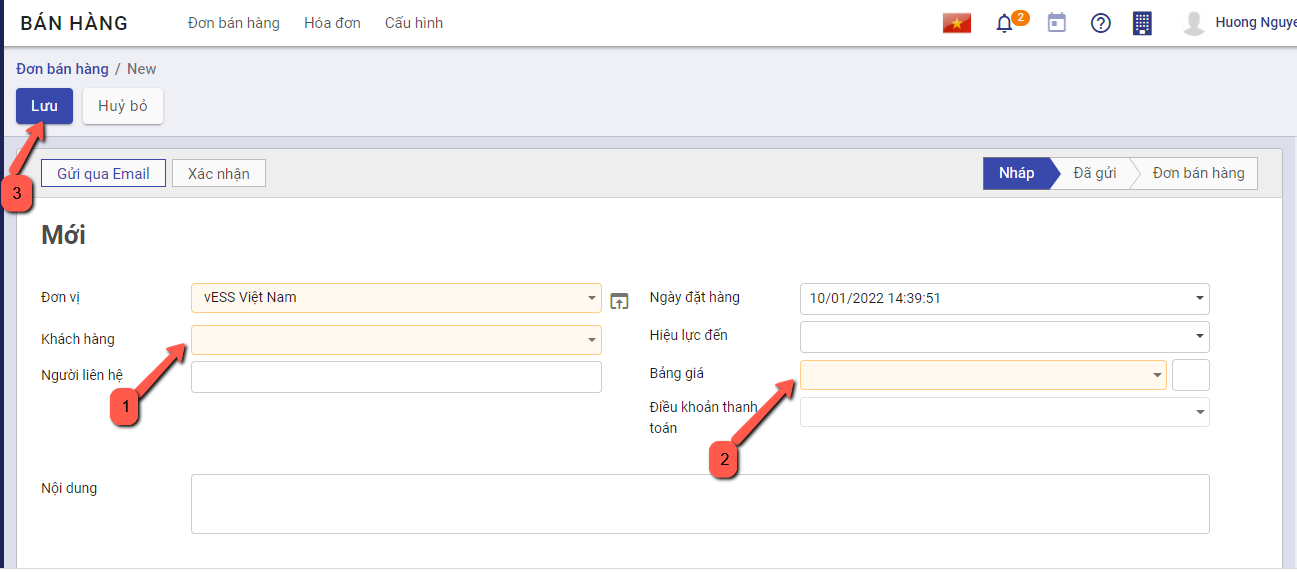 BÁN HÀNG Đơn bán hàng Hóa đơn Cấu hình 2 Huong Nguye
Đơn bán hàng / New
Lưu Huỷ bỏ
Gửi qua Email Xác nhận Nháp Đã gửi Đơn bán hàng
3
Mới
Đơn vị vESS Việt Nam Ngày đặt hàng 10/01/2022 14:39:51
Khách hàng Hiệu lực đến
Người liên hệ Bảng giá
1
Điều khoản thanh
toán
2
Nội dung